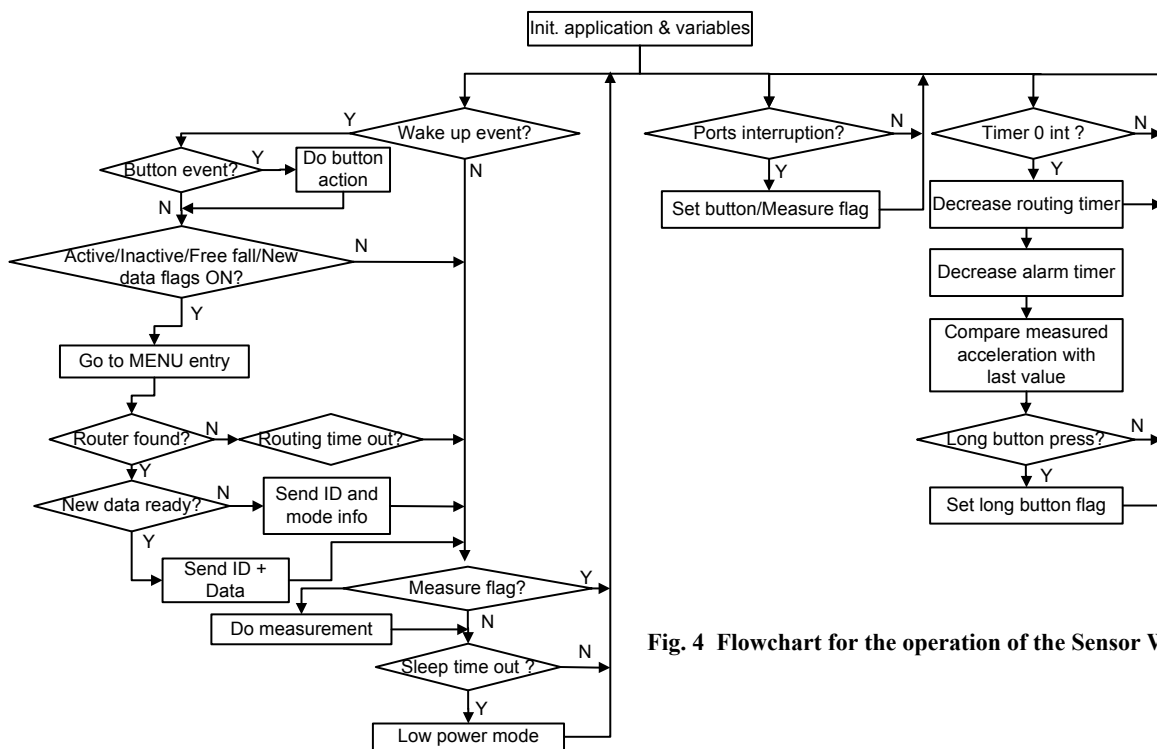 Init. application & variables
Y
Wake up event?
N
Button event?
Y
Do button
action
N
Active/Inactive/Free fall/New
data flags ON?
N
Y
Go to MENU entry
Router found?
N
Routing time out?
Y
New data ready?
N
Send ID and
mode info
Y
Send ID +
Data
Measure flag?
Y
N
Do measurement
Sleep time out ?
N
Y
Low power mode
Ports interruption?
N
Y
Set button/Measure flag
Timer 0 int ?
N
Y
Decrease routing timer
Decrease alarm timer
Compare measured
acceleration with
last value
Long button press?
N
Y
Set long button flag
Fig. 4 Flowchart for the operation of the Sensor